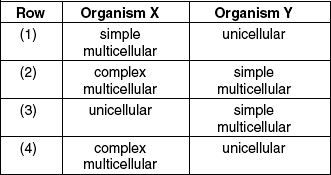 Row Organism X Organism Y
(1) simple unicellular
multicellular
(2) complex simple
multicellular multicellular
(3) unicellular simple
multicellular
(4) complex unicellular
multicellular